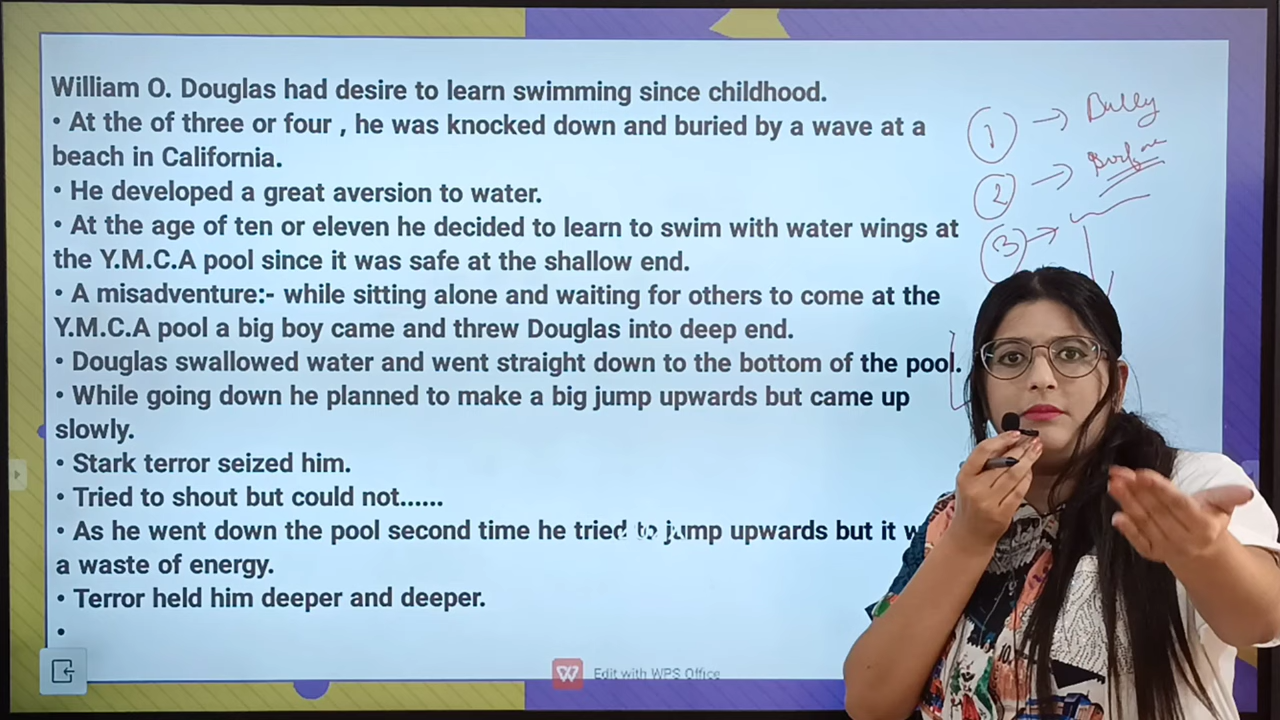 William O. Douglas had desire to learn swimming since childhood.
• At the of three or four , he was knocked down and buried by a wave at a
beach in California.
• He developed a great aversion to water.
• At the age of ten or eleven he decided to learn to swim with water wings at
the Y.M.C.A pool since it was safe at the shallow end.
• A misadventure:- while sitting alone and waiting for others to come at the
Y.M.C.A pool a big boy came and threw Douglas into deep end.
• Douglas swallowed water and went straight down to the bottom of the pool.
• While going down he planned to make a big jump upwards but came up
slowly.
• Stark terror seized him.
• Tried to shout but could not......
• As he went down the pool second time he tried to jump upwards but it
a waste of energy.
• Terror held him deeper and deeper.
•
1 → Bully
2 →
3 →
Edit with WPS Office